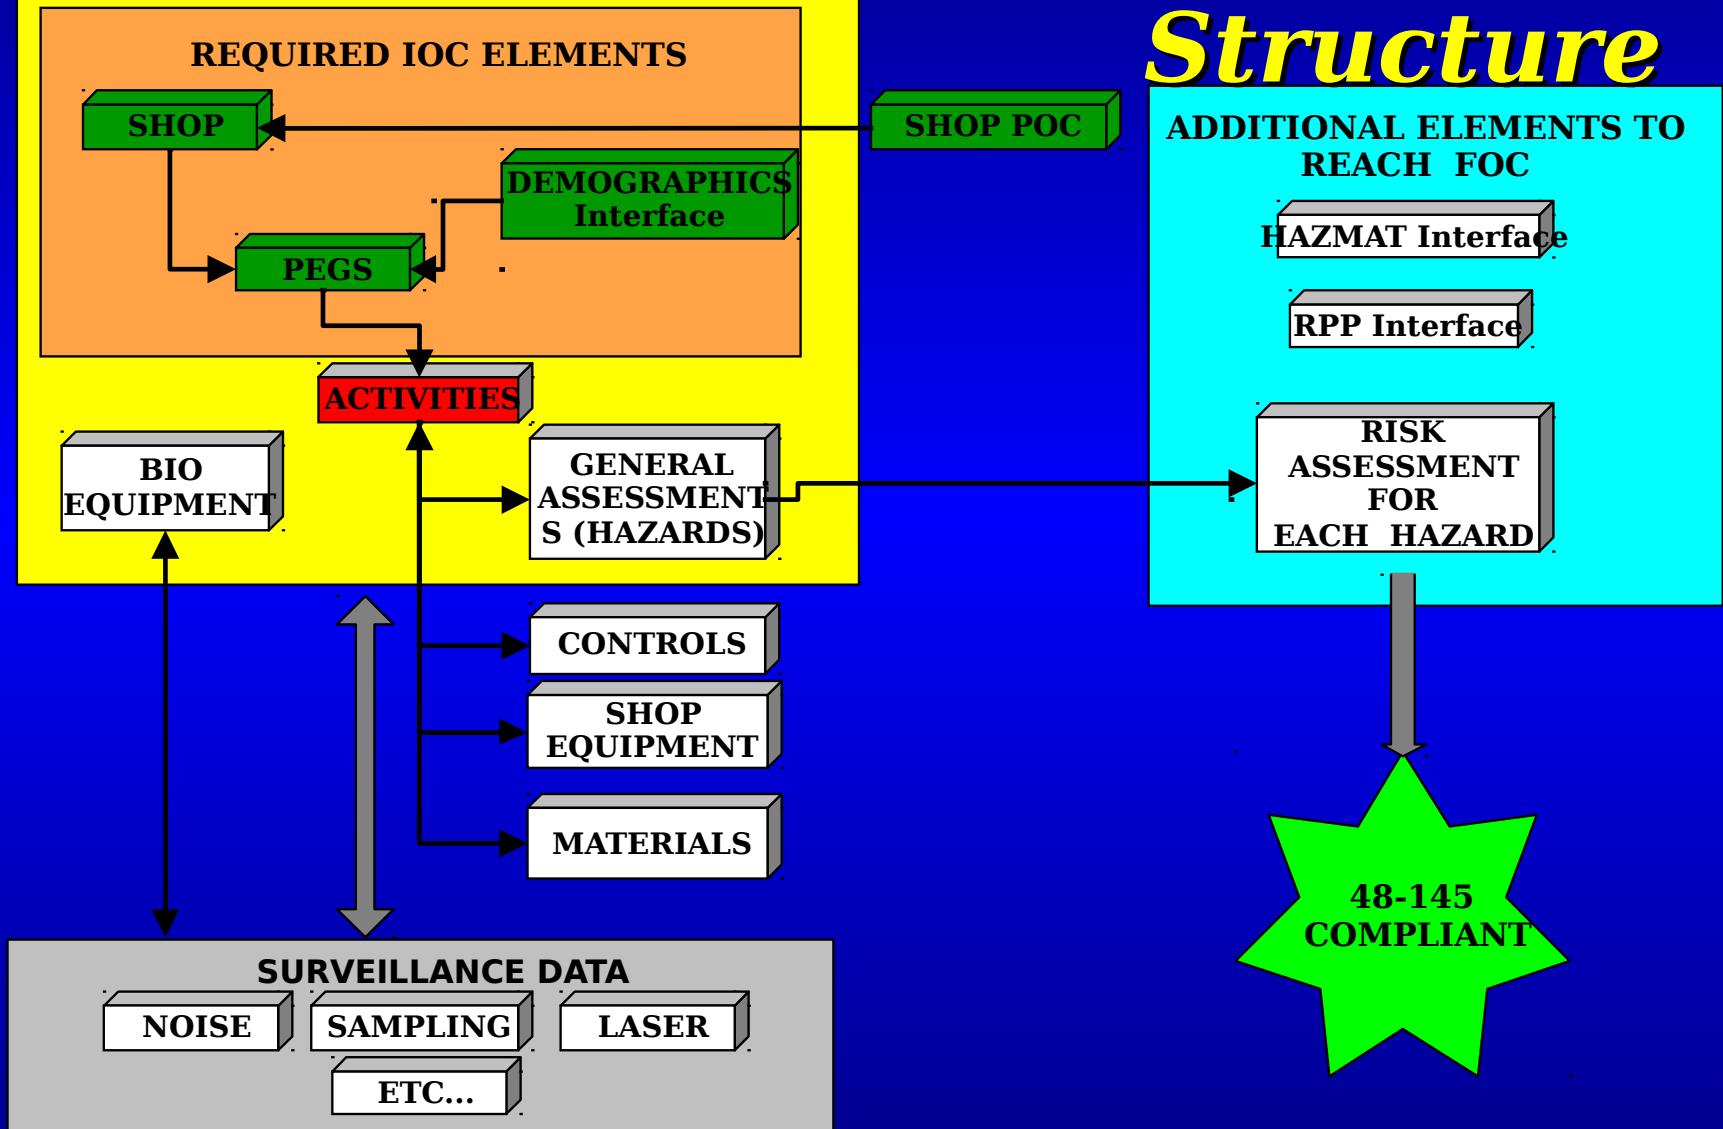 Structure
REQUIRED IOC ELEMENTS
SHOP
SHOP POC
DEMOGRAPHICS
Interface
PEGS
ACTIVITIES
BIO
EQUIPMENT
GENERAL
ASSESSMENT
S (HAZARDS)
CONTROLS
SHOP
EQUIPMENT
MATERIALS
SURVEILLANCE DATA
NOISE
SAMPLING
LASER
ETC...
ADDITIONAL ELEMENTS TO
REACH FOC
HAZMAT Interface
RPP Interface
RISK
ASSESSMENT
FOR
EACH HAZARD
48-145
COMPLIANT